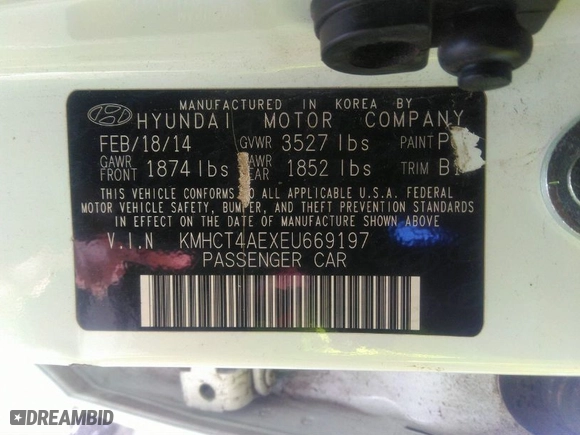 MANUFACTURED IN KOREA BY
HYUNDAI MOTOR COMPANY
FEB/18/14 GVWR 3527 lbs PAINT
GAWR FRONT 1874 lbs REAR 1852 lbs TRIM
THIS VEHICLE CONFORMS TO ALL APPLICABLE U.S.A. FEDERAL
MOTOR VEHICLE SAFETY, BUMPER, AND THEFT PREVENTION STANDARDS
IN EFFECT ON THE DATE OF MANUFACTURE SHOWN ABOVE
V.I.N KMHCT4AEXEU669197
PASSENGER CAR
DREAMBID